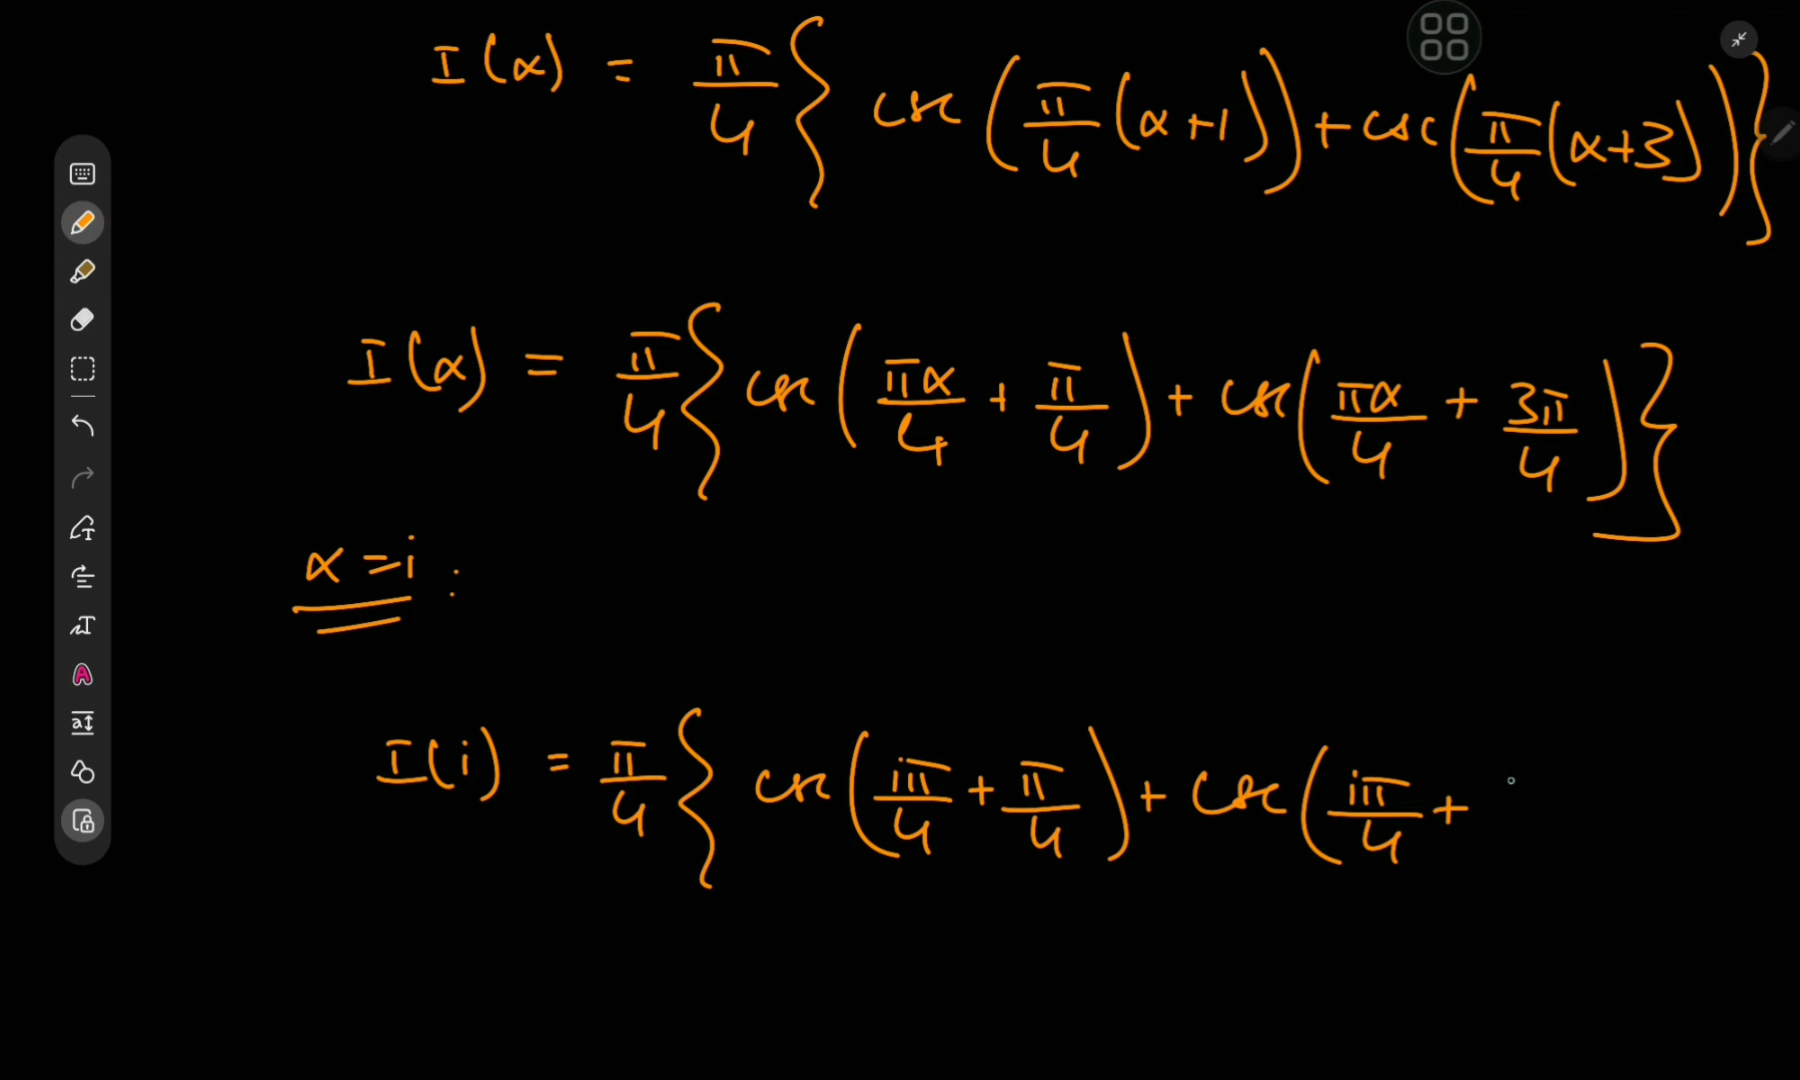 I(α) = π/4 { csc(π/4 (α+1)) + csc(π/4 (α+3)) }
I(α) = π/4 { csc(πα/4 + π/4) + csc(πα/4 + 3π/4) }
α = i :
I(i) = π/4 { csc(iπ/4 + π/4) + csc(iπ/4 +